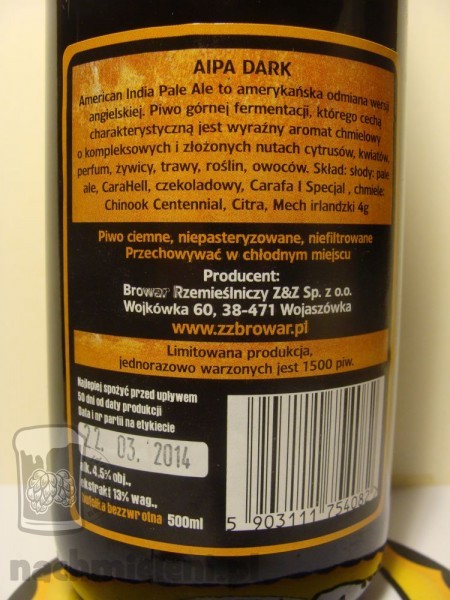 AIPA DARK
American India Pale Ale to amerykańska odmiana wersji
angielskiej. Piwo górnej fermentacji, którego cechą
charakterystyczną jest wyraźny aromat chmielowy
o kompleksowych i złożonych nutach cytrusów, kwiatów,
perfum, żywicy, trawy, roślin, owoców. Skład: słody: pale
ale, CaraHell, czekoladowy, Carafa I Specjal , chmiele:
Chinook Centennial, Citra, Mech irlandzki 4g
Piwo ciemne, niepasteryzowane, niefiltrowane
Przechowywać w chłodnym miejscu
Producent:
Browar Rzemieślniczy Z&Z Sp. z o.o.
Wojkówka 60, 38-471 Wojaszówka
www.zzbrowar.pl
Limitowana produkcja,
jednorazowo warzonych jest 1500 piw.
Najlepiej spożyć przed upływem
50 dni od daty produkcji
Data i nr partii na etykiecie
22. 03. 2014
alk. 4,5% obj.,
ekstrakt 13% wag.,
butelka bezzwrotna 500ml
5 903111 754082
nachmieleni.pl